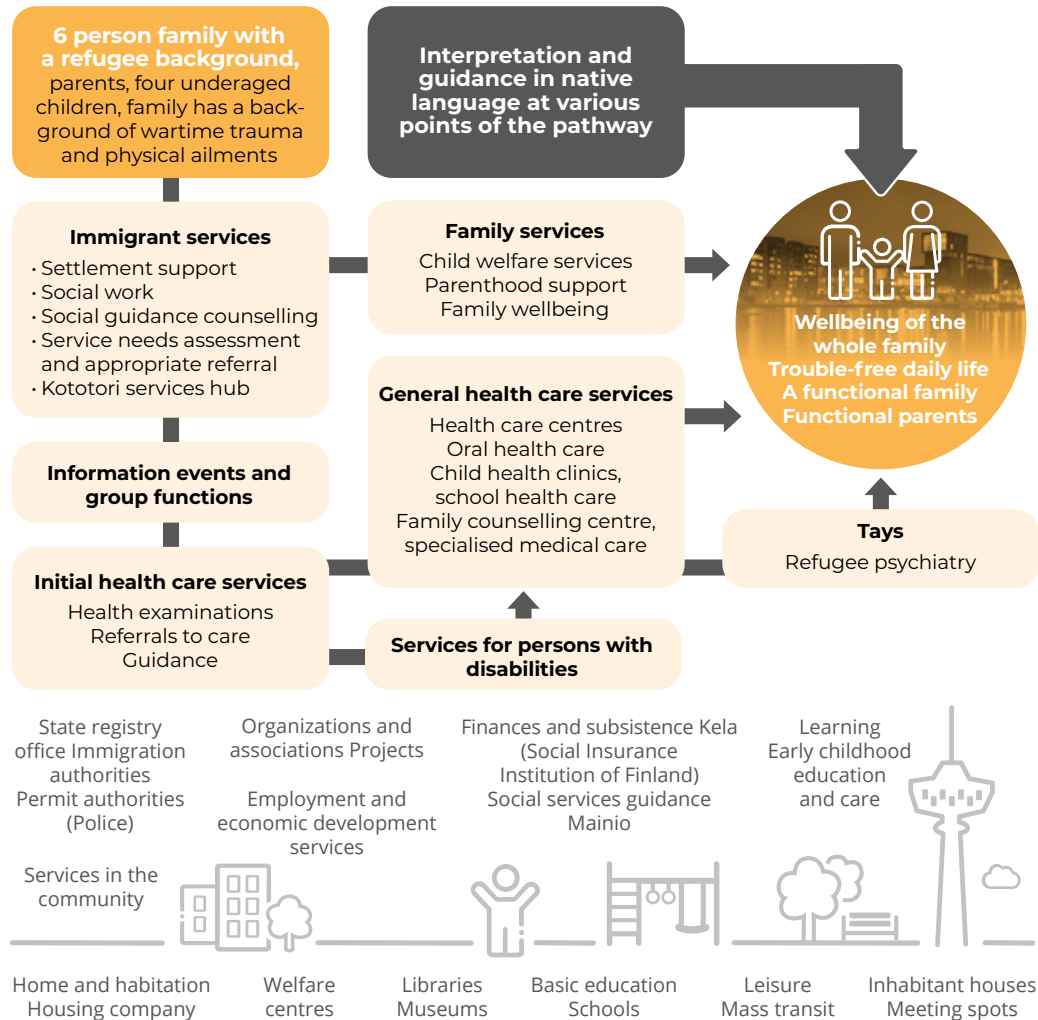 6 person family with
a refugee background,
parents, four underaged
children, family has a back-
ground of wartime trauma
and physical ailments
Interpretation and
guidance in native
language at various
points of the pathway
Immigrant services
· Settlement support
· Social work
· Social guidance counselling
· Service needs assessment
and appropriate referral
· Kototori services hub
Family services
Child welfare services
Parenthood support
Family wellbeing
Wellbeing of the
whole family
Trouble-free daily life
A functional family
Functional parents
General health care services
Health care centres
Oral health care
Child health clinics,
school health care
Family counselling centre,
specialised medical care
Information events and
group functions
Tays
Refugee psychiatry
Initial health care services
Health examinations
Referrals to care
Guidance
Services for persons with
disabilities
State registry
office Immigration
authorities
Permit authorities
(Police)
Organizations and
associations Projects
Employment and
economic development
services
Finances and subsistence Kela
(Social Insurance
Institution of Finland)
Social services guidance
Mainio
Learning
Early childhood
education
and care
Services in the
community
Home and habitation
Housing company
Welfare
centres
Libraries
Museums
Basic education
Schools
Leisure
Mass transit
Inhabitant houses
Meeting spots